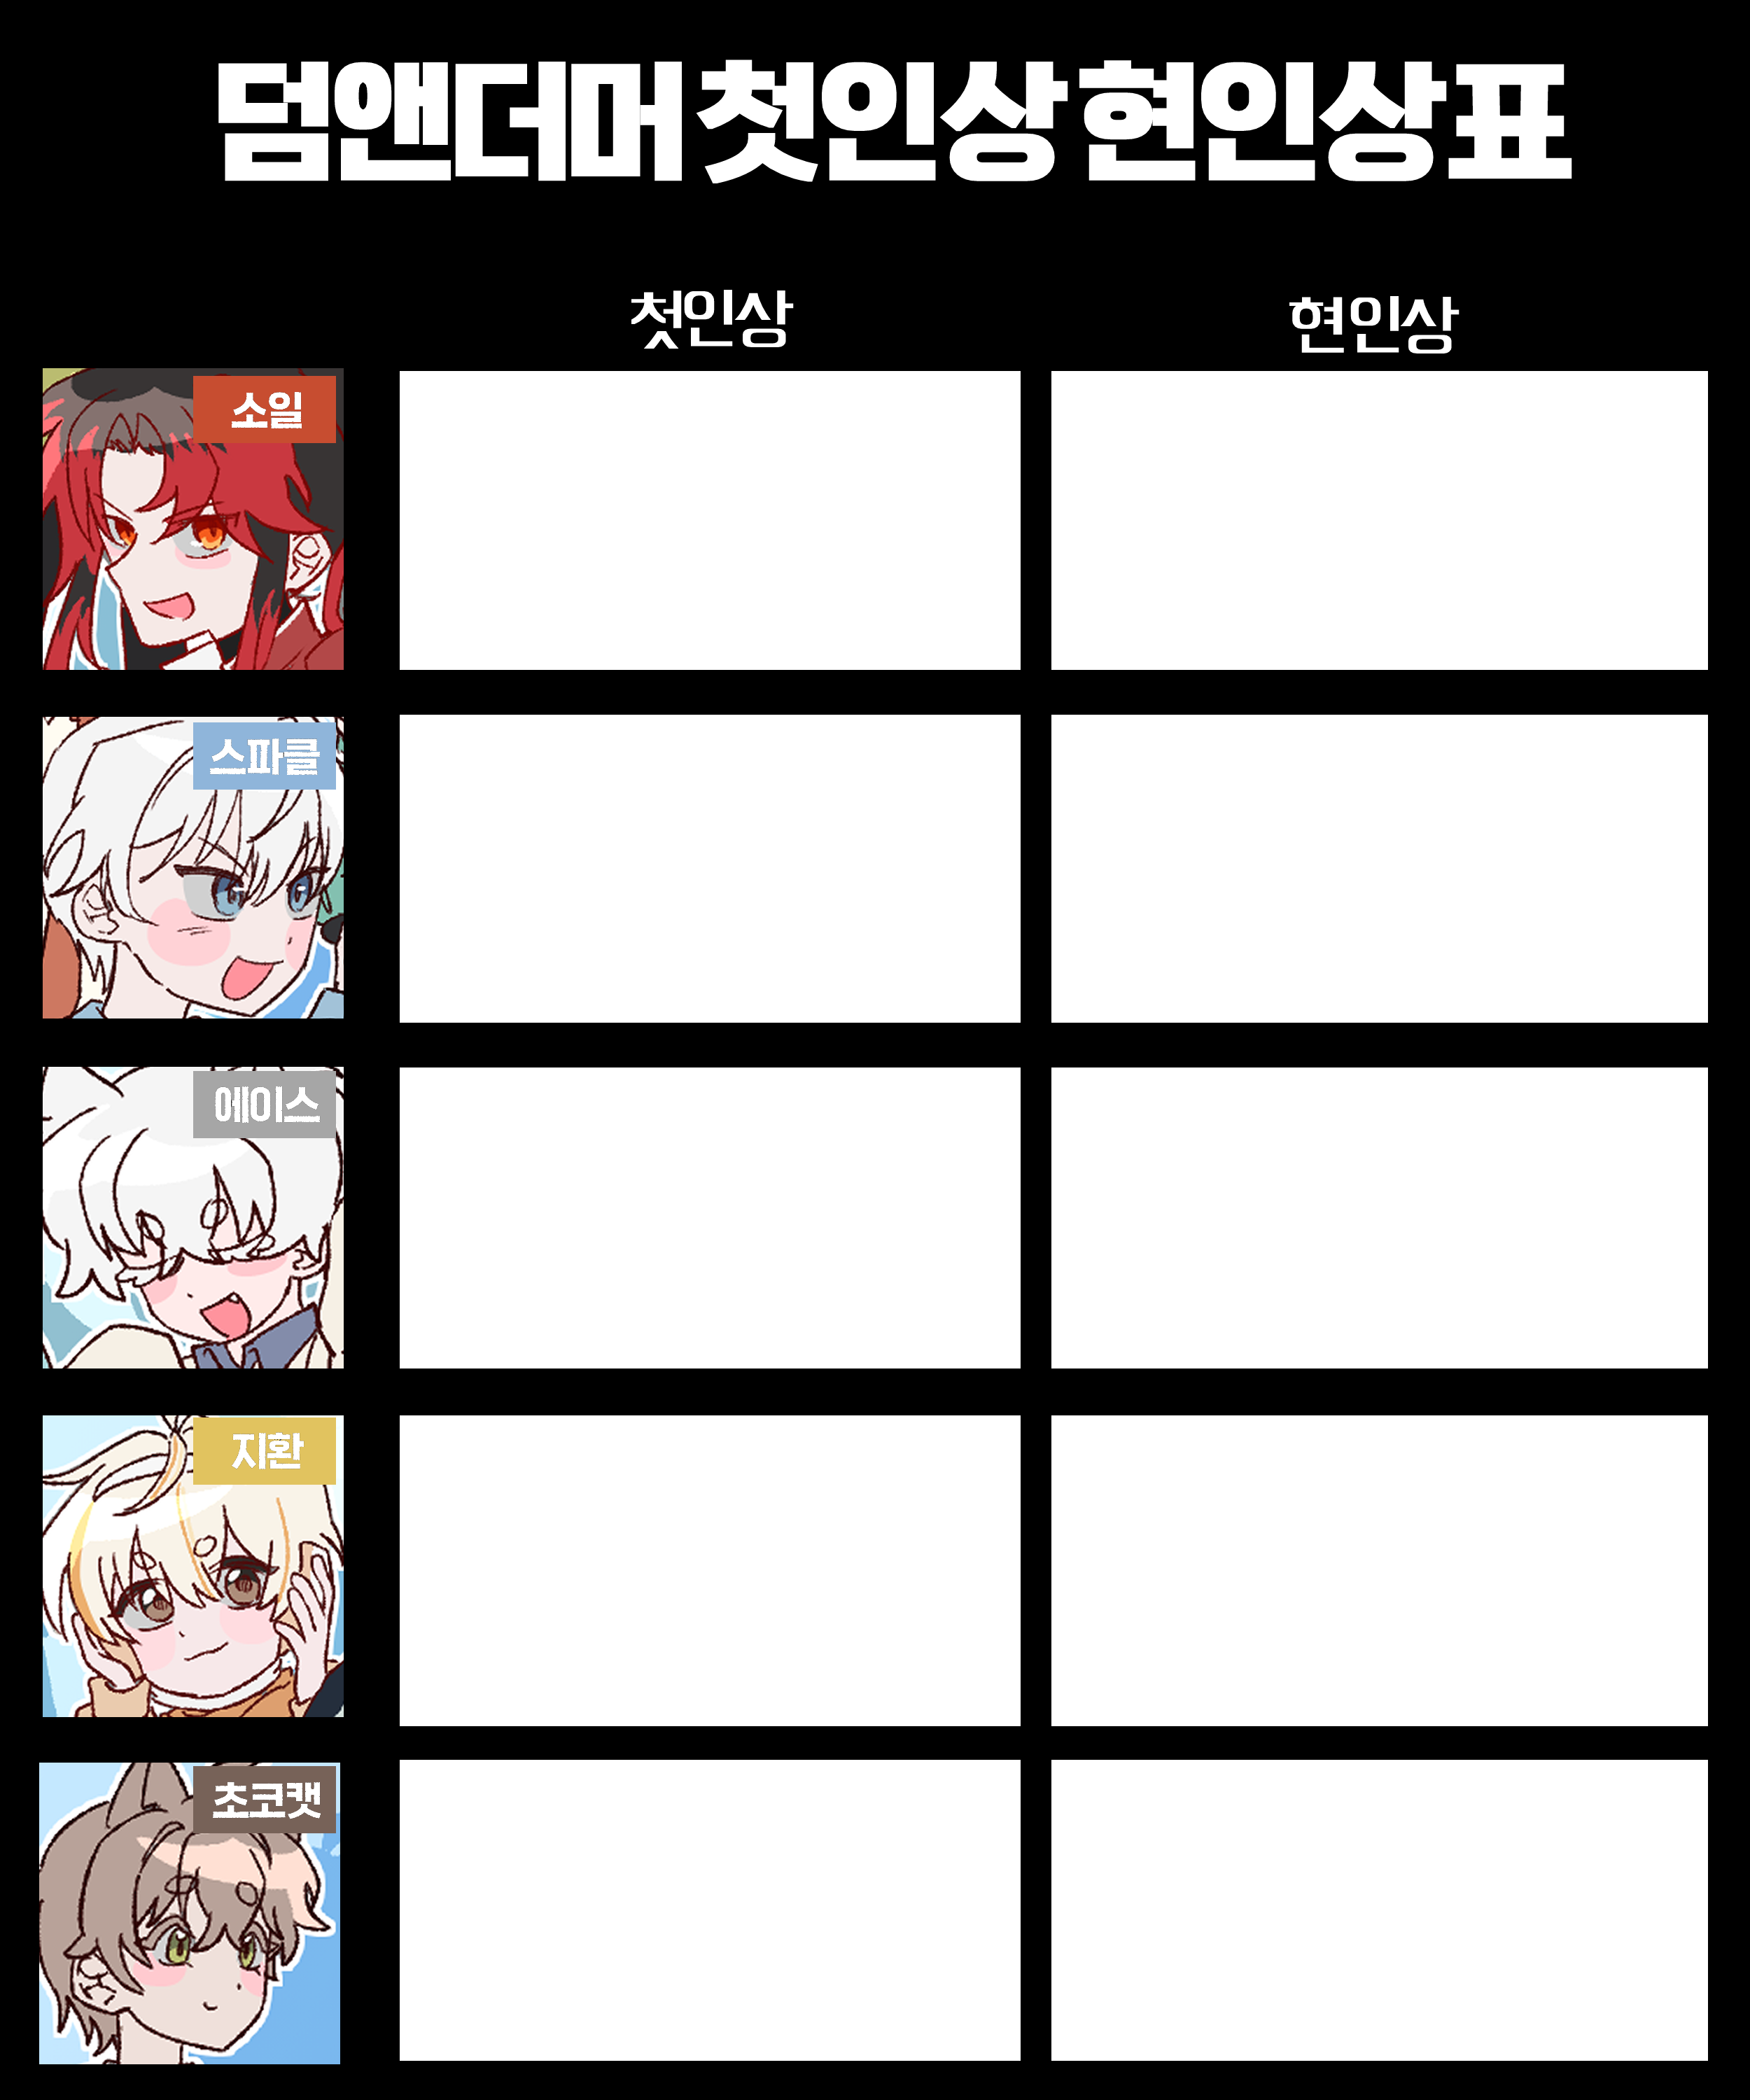 덤앤더머 첫인상 현인상 표
첫인상 현인상
소일
스파클
에이스
지환
초코캣